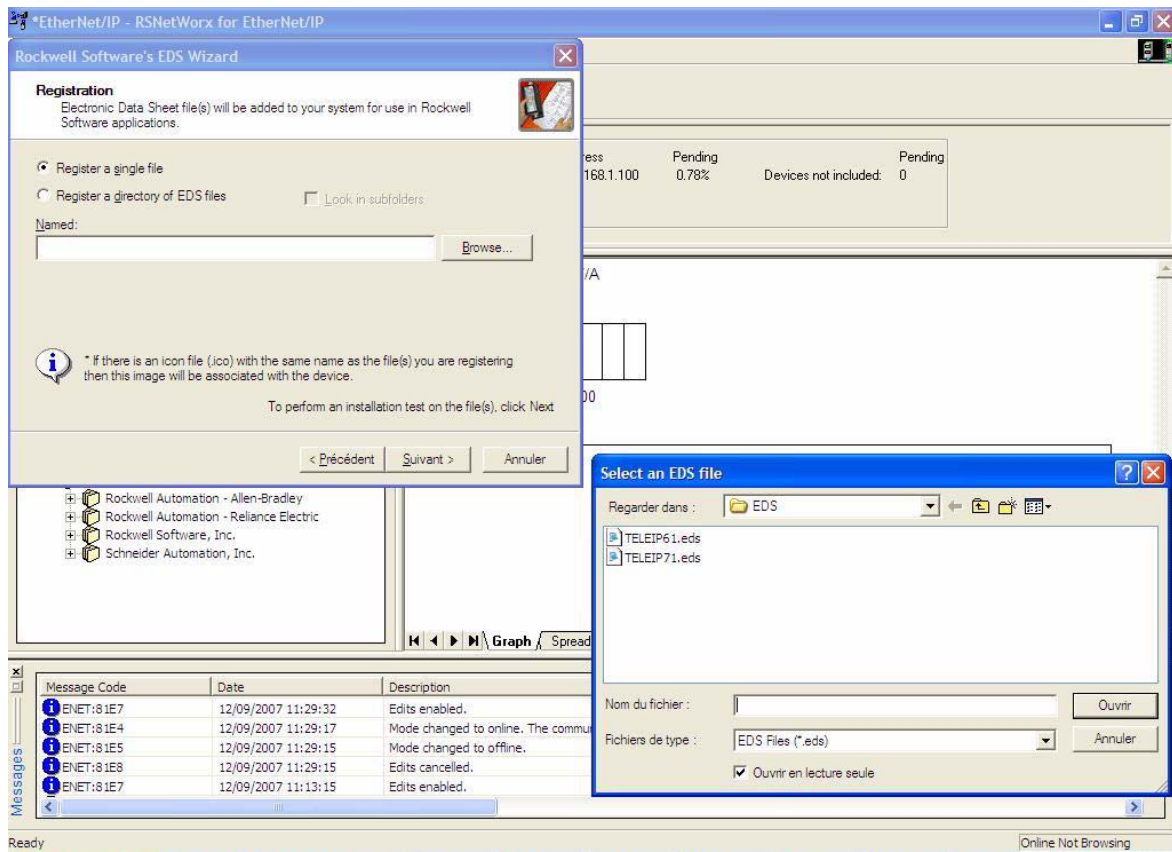 *EtherNet/IP - RSNetWorx for EtherNet/IP
Rockwell Software's EDS Wizard
Registration
Electronic Data Sheet file(s) will be added to your system for use in Rockwell
Software applications.
Register a single file
Register a directory of EDS files
Look in subfolders
Named:
Browse...
* If there is an icon file (.ico) with the same name as the file(s) you are registering
then this image will be associated with the device.
To perform an installation test on the file(s), click Next
< Précédent
Suivant >
Annuler
ress
Pending
Pending
168.1.100
0.78%
Devices not included:
0
/A
00
Rockwell Automation - Allen-Bradley
Rockwell Automation - Reliance Electric
Rockwell Software, Inc.
Schneider Automation, Inc.
Graph
Spread
Select an EDS file
Regarder dans :
EDS
TELEIP61.eds
TELEIP71.eds
Nom du fichier :
Ouvrir
Fichiers de type :
EDS Files (*.eds)
Annuler
Ouvrir en lecture seule
Messages
Message Code Date Description
ENET:81E7 12/09/2007 11:29:32 Edits enabled.
ENET:81E4 12/09/2007 11:29:17 Mode changed to online. The commu
ENET:81E5 12/09/2007 11:29:15 Mode changed to offline.
ENET:81E8 12/09/2007 11:29:15 Edits cancelled.
ENET:81E7 12/09/2007 11:13:15 Edits enabled.
Ready
Online Not Browsing